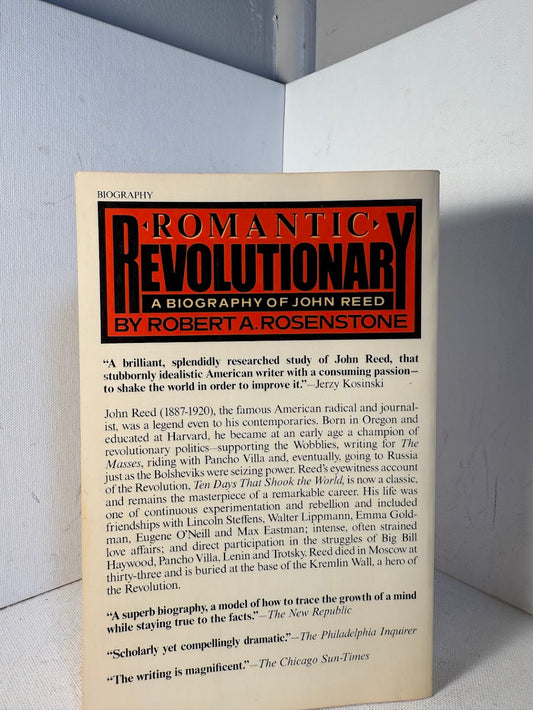 BIOGRAPHY
ROMANTIC
REVOLUTIONARY
A BIOGRAPHY OF JOHN REED
BY ROBERT A. ROSENSTONE
“A brilliant, splendidly researched study of John Reed, that
stubbornly idealistic American writer with a consuming passion—
to shake the world in order to improve it.”—Jerzy Kosinski
John Reed (1887-1920), the famous American radical and journal-
ist, was a legend even to his contemporaries. Born in Oregon and
educated at Harvard, he became at an early age a champion of
revolutionary politics—supporting the Wobblies, writing for The
Masses, riding with Pancho Villa and, eventually, going to Russia
just as the Bolsheviks were seizing power. Reed's eyewitness account
of the Revolution, Ten Days That Shook the World, is now a classic,
and remains the masterpiece of a remarkable career. His life was
one of continuous experimentation and rebellion and included
friendships with Lincoln Steffens, Walter Lippmann, Emma Gold-
man, Eugene O'Neill and Max Eastman; intense, often strained
love affairs; and direct participation in the struggles of Big Bill
Haywood, Pancho Villa, Lenin and Trotsky. Reed died in Moscow at
thirty-three and is buried at the base of the Kremlin Wall, a hero of
the Revolution.
“A superb biography, a model of how to trace the growth of a mind
while staying true to the facts.”—The New Republic
“Scholarly yet compellingly dramatic.”—The Philadelphia Inquirer
“The writing is magnificent.”—The Chicago Sun-Times